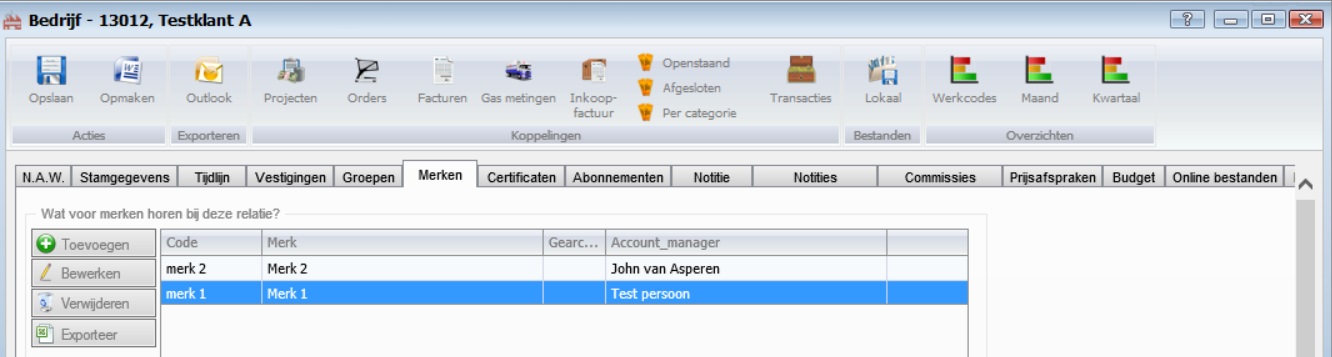 Bedrijf - 13012, Testklant A
Opslaan Opmaken Outlook Projecten Orders Facturen Gas metingen Inkoop-factuur Openstaand Afgesloten Per categorie Transacties Lokaal Werkcodes Maand Kwartaal
Acties Exporteren Koppelingen Bestanden Overzichten
N.A.W. Stamgegevens Tijdlijn Vestigingen Groepen Merken Certificaten Abonnementen Notitie Notities Commissies Prijsafspraken Budget Online bestanden
Wat voor merken horen bij deze relatie?
Toevoegen Code Merk Gearc... Account_manager
Bewerken merk 2 Merk 2 John van Asperen
Verwijderen merk 1 Merk 1 Test persoon
Exporteer